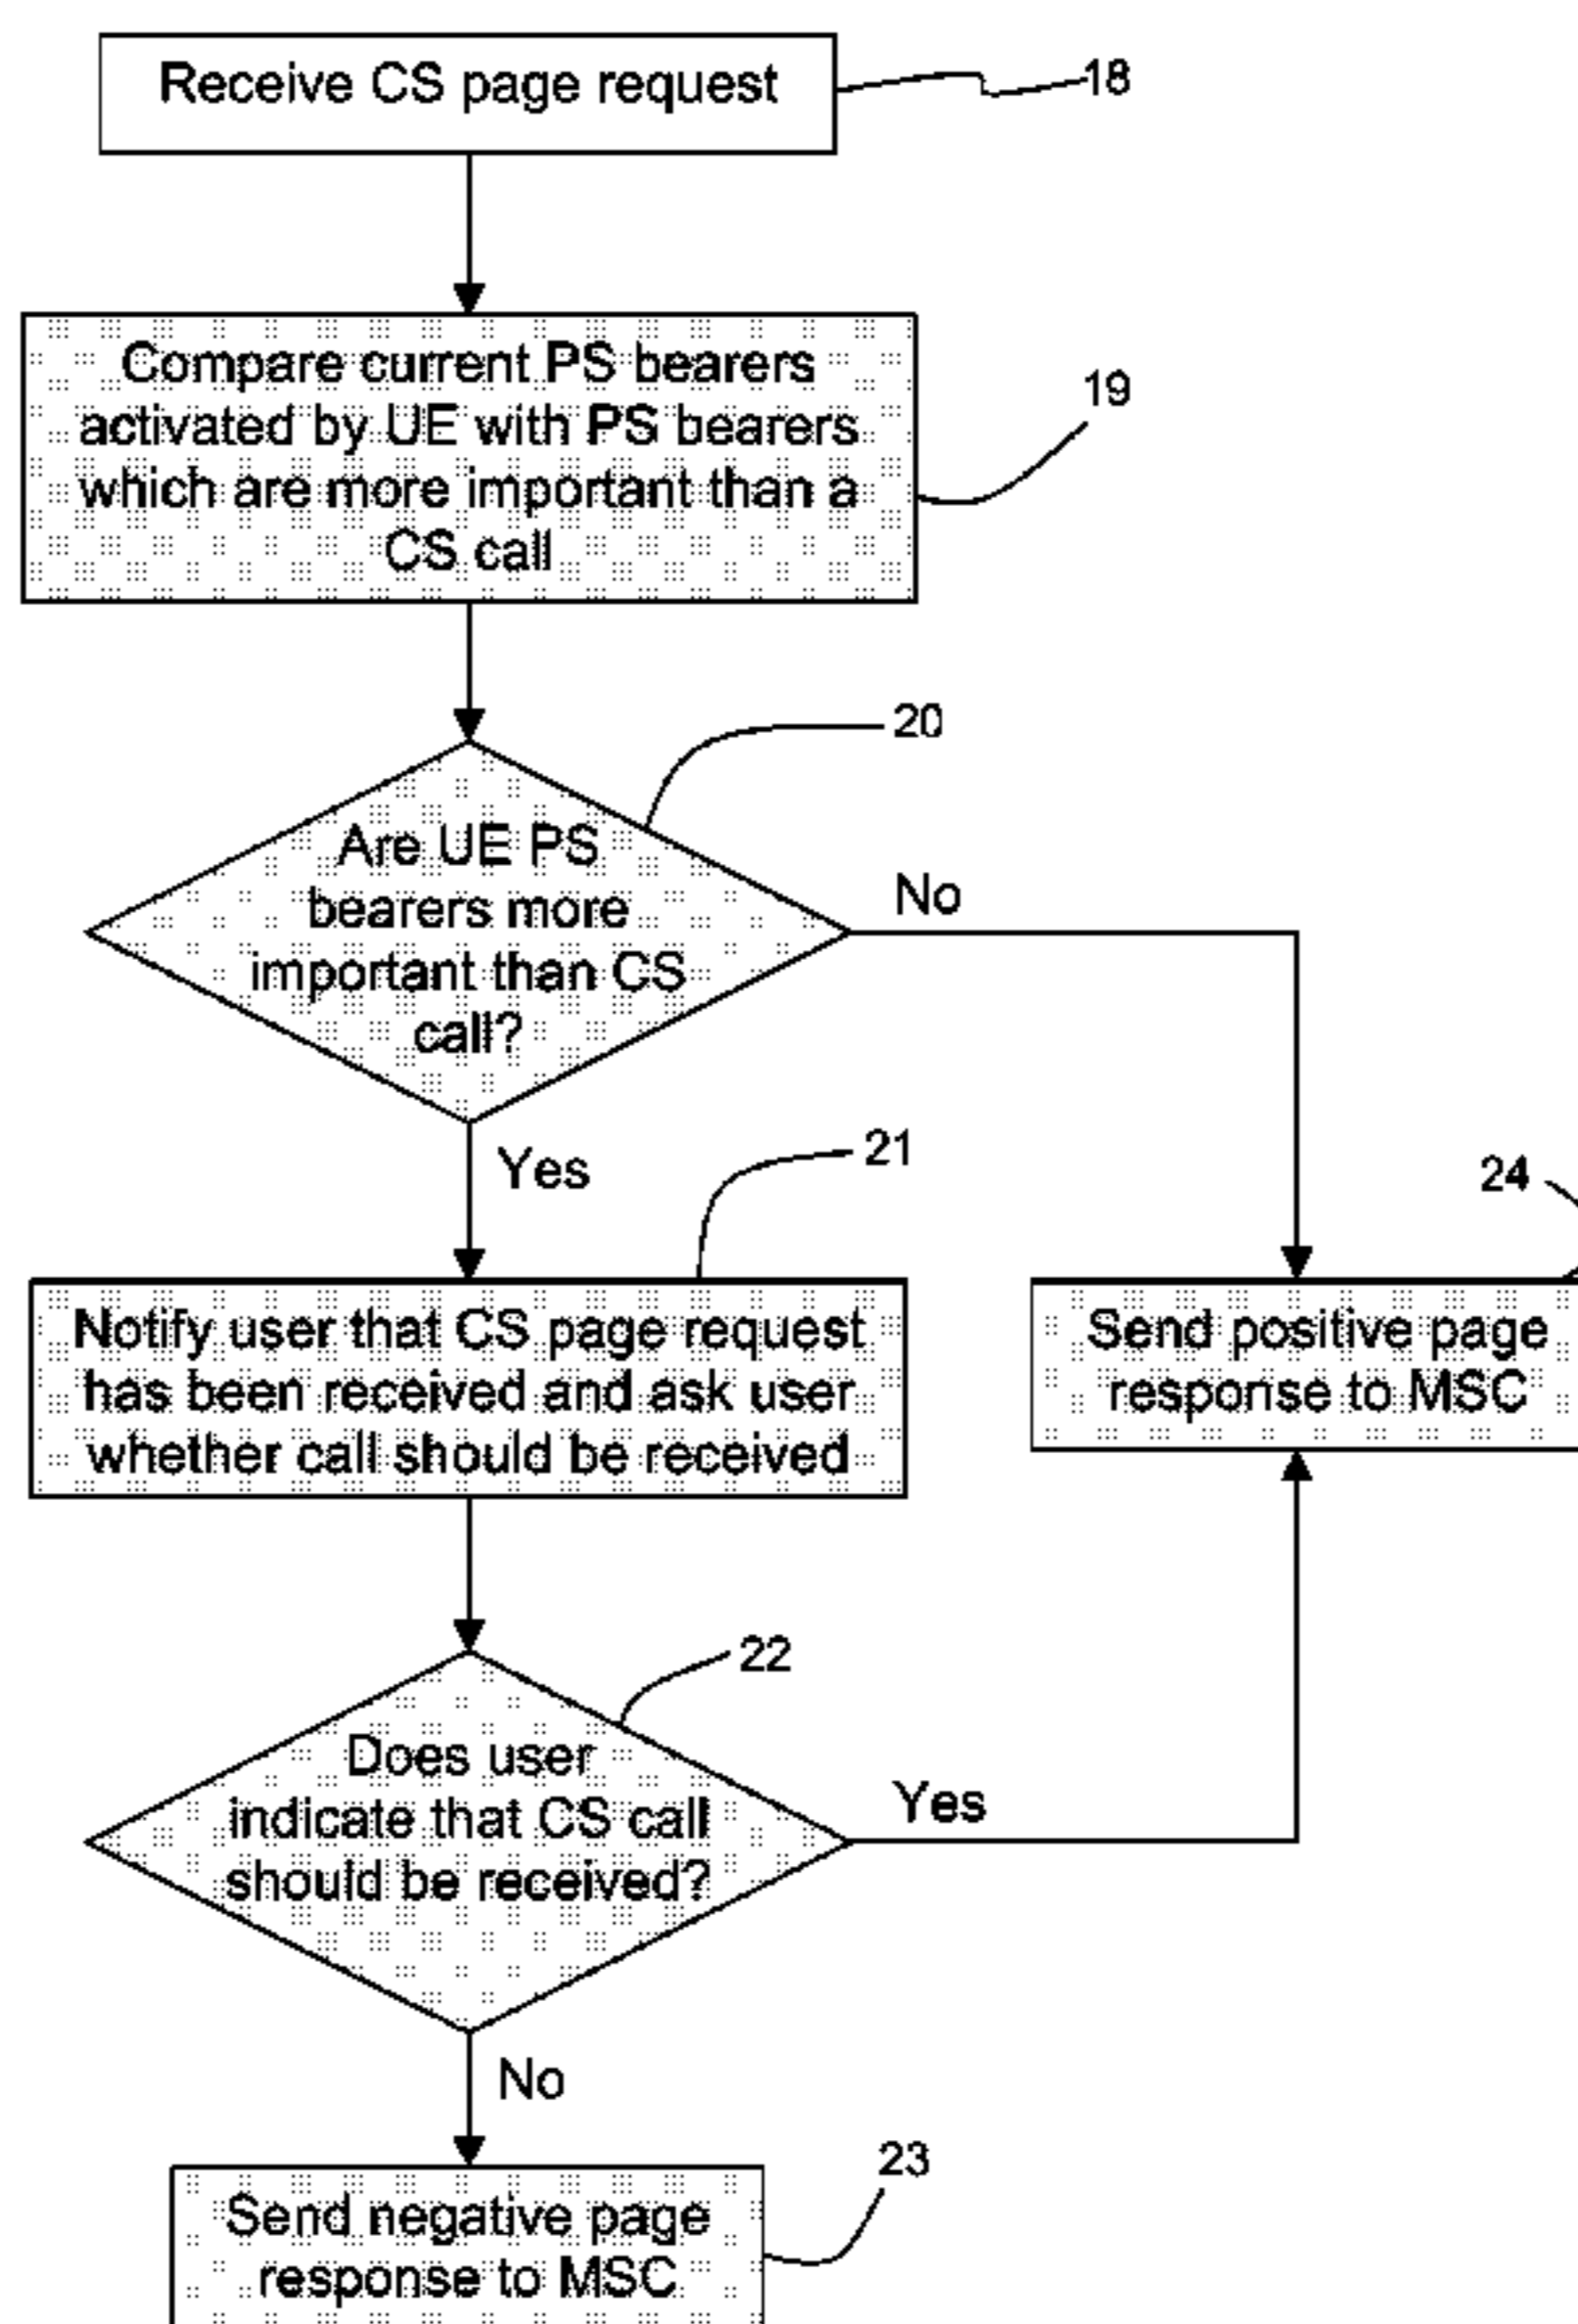 Receive CS page request
18
Compare current PS bearers
activated by UE with PS bearers
which are more important than a
CS call
19
20
Are UE PS
bearers more
important than CS
call?
No
Yes
21
24
Notify user that CS page request
has been received and ask user
whether call should be received
Send positive page
response to MSC
22
Does user
indicate that CS call
should be received?
Yes
No
23
Send negative page
response to MSC